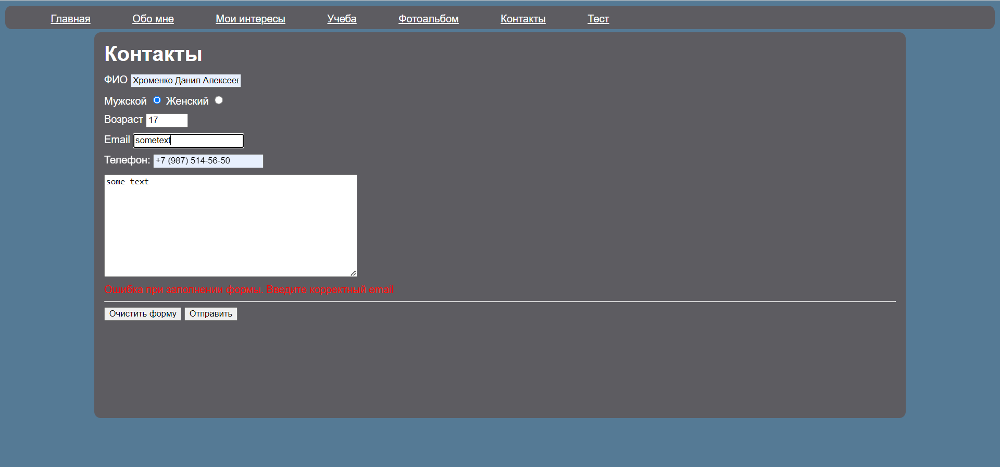 Главная Обо мне Мои интересы Учеба Фотоальбом Контакты Тест
Контакты
ФИО Хроменко Данил Алексеев
Мужской Женский
Возраст 17
Email sometext
Телефон: +7 (987) 514-56-50
some text
Ошибка при заполнении формы. Введите корректный email
Очистить форму Отправить